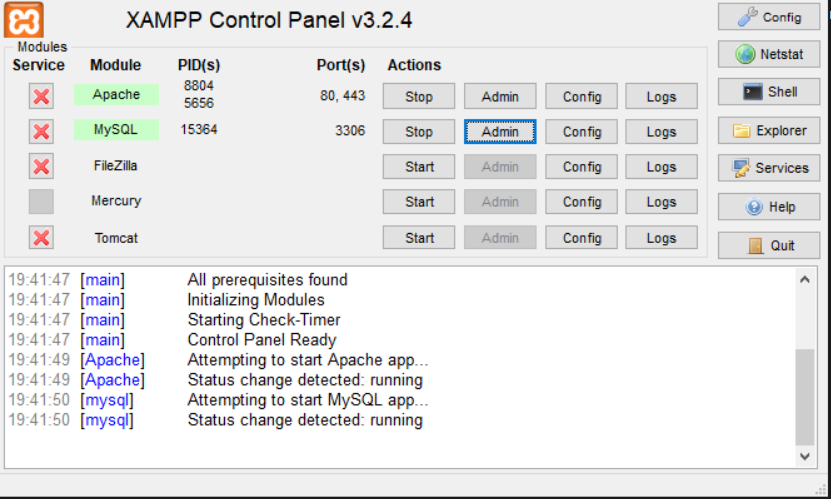 XAMPP Control Panel v3.2.4
Config
Modules
Service Module PID(s) Port(s) Actions
Netstat
Apache 8804 5656 80, 443 Stop Admin Config Logs
Shell
MySQL 15364 3306 Stop Admin Config Logs
Explorer
FileZilla Start Admin Config Logs
Services
Mercury Start Admin Config Logs
Help
Tomcat Start Admin Config Logs
Quit
19:41:47 [main] All prerequisites found
19:41:47 [main] Initializing Modules
19:41:47 [main] Starting Check-Timer
19:41:47 [main] Control Panel Ready
19:41:49 [Apache] Attempting to start Apache app...
19:41:49 [Apache] Status change detected: running
19:41:50 [mysql] Attempting to start MySQL app...
19:41:50 [mysql] Status change detected: running